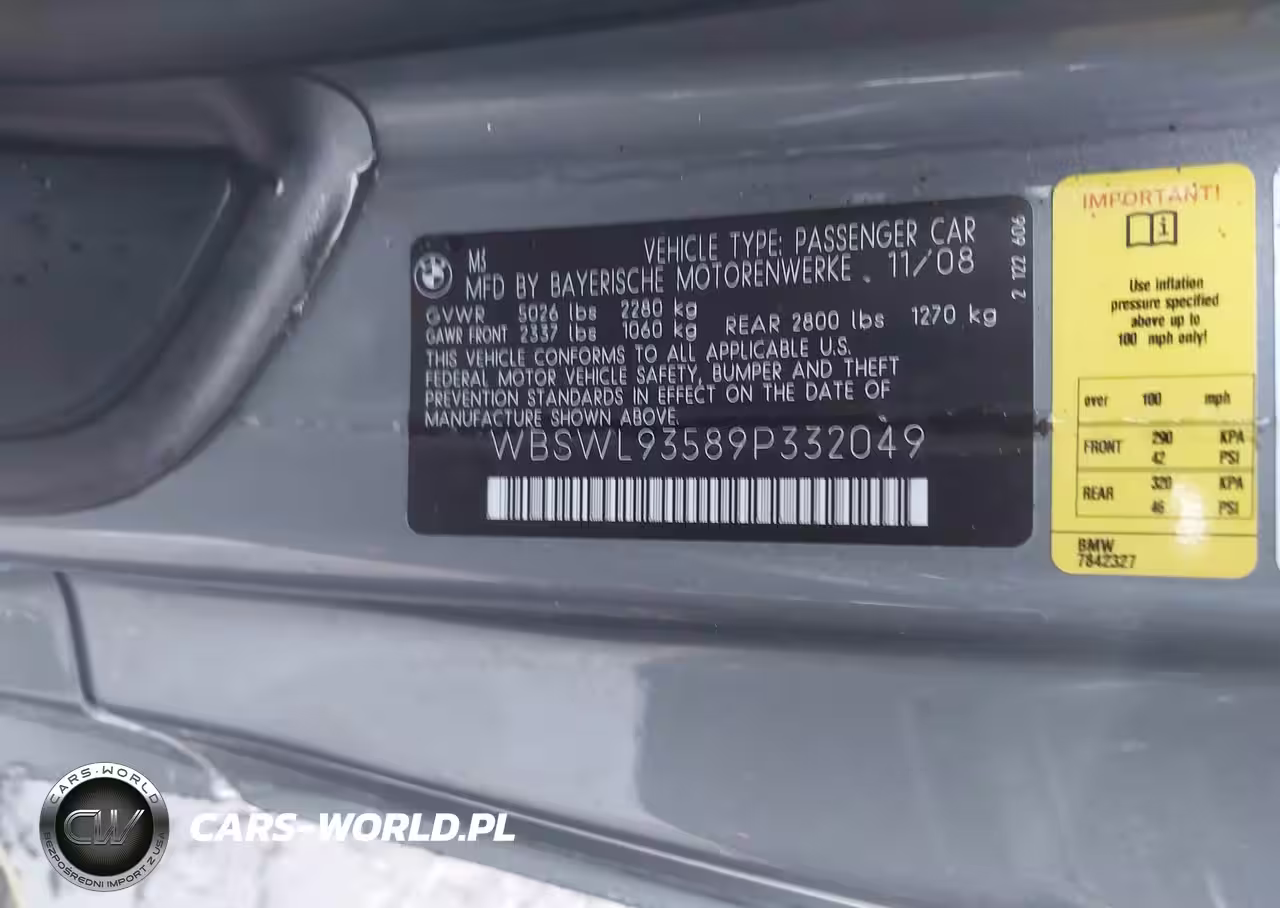 MS
VEHICLE TYPE: PASSENGER CAR
MFD BY BAYERISCHE MOTORENWERKE 11/08
2 122 606
GVWR 5026 lbs 2280 kg
GAWR FRONT 2337 lbs 1060 kg REAR 2800 lbs 1270 kg
THIS VEHICLE CONFORMS TO ALL APPLICABLE U.S.
FEDERAL MOTOR VEHICLE SAFETY, BUMPER AND THEFT
PREVENTION STANDARDS IN EFFECT ON THE DATE OF
MANUFACTURE SHOWN ABOVE.
WBSWL93589P332049
IMPORTANT!
Use inflation
pressure specified
above up to
100 mph only!
over 100 mph
FRONT 290 KPA
42 PSI
REAR 320 KPA
46 PSI
BMW
7842327
CARS-WORLD
CW
BEZPOŚREDNI IMPORT Z USA
CARS-WORLD.PL